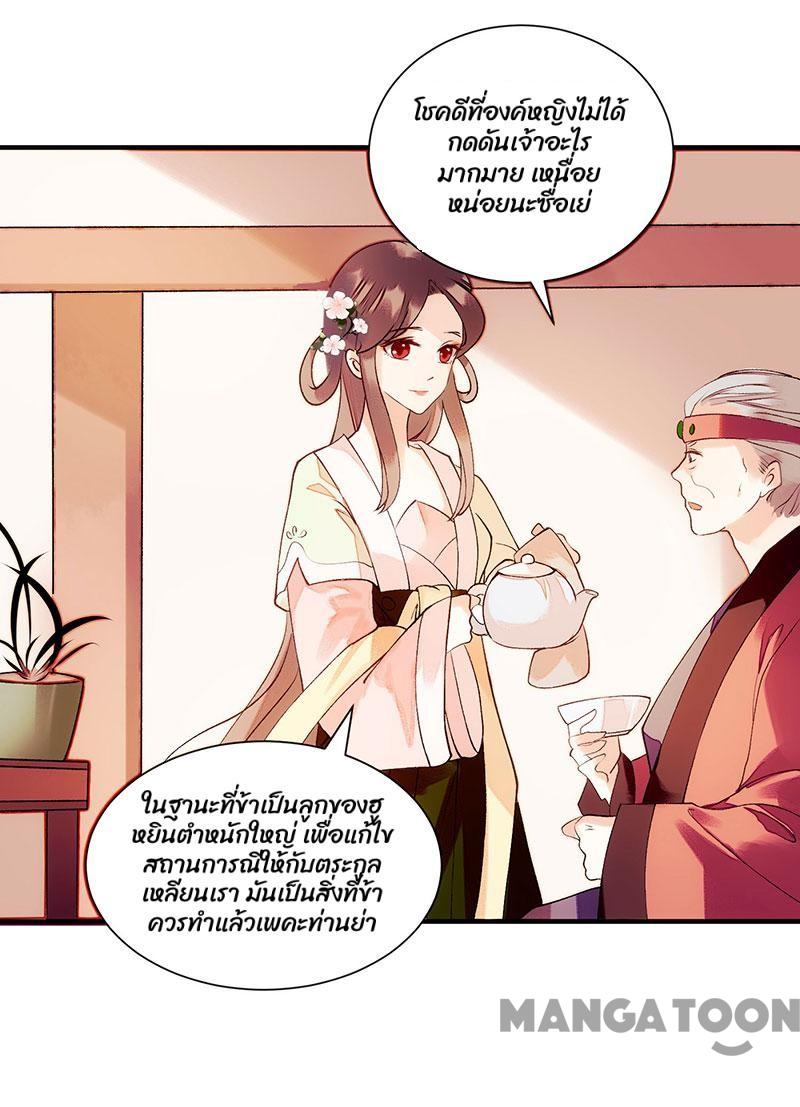 โชคดีที่องค์หญิงไม่ได้
กดดันเจ้าอะไร
มากมาย เหนื่อย
หน่อยนะซื่อเย่
ในฐานะที่ข้าเป็นลูกของฮู
หยินตำหนักใหญ่ เพื่อแก้ไข
สถานการณ์ให้กับตระกูล
เหลียนเรา มันเป็นสิ่งที่ข้า
ควรทำแล้วเพคะท่านย่า
MANGATOON